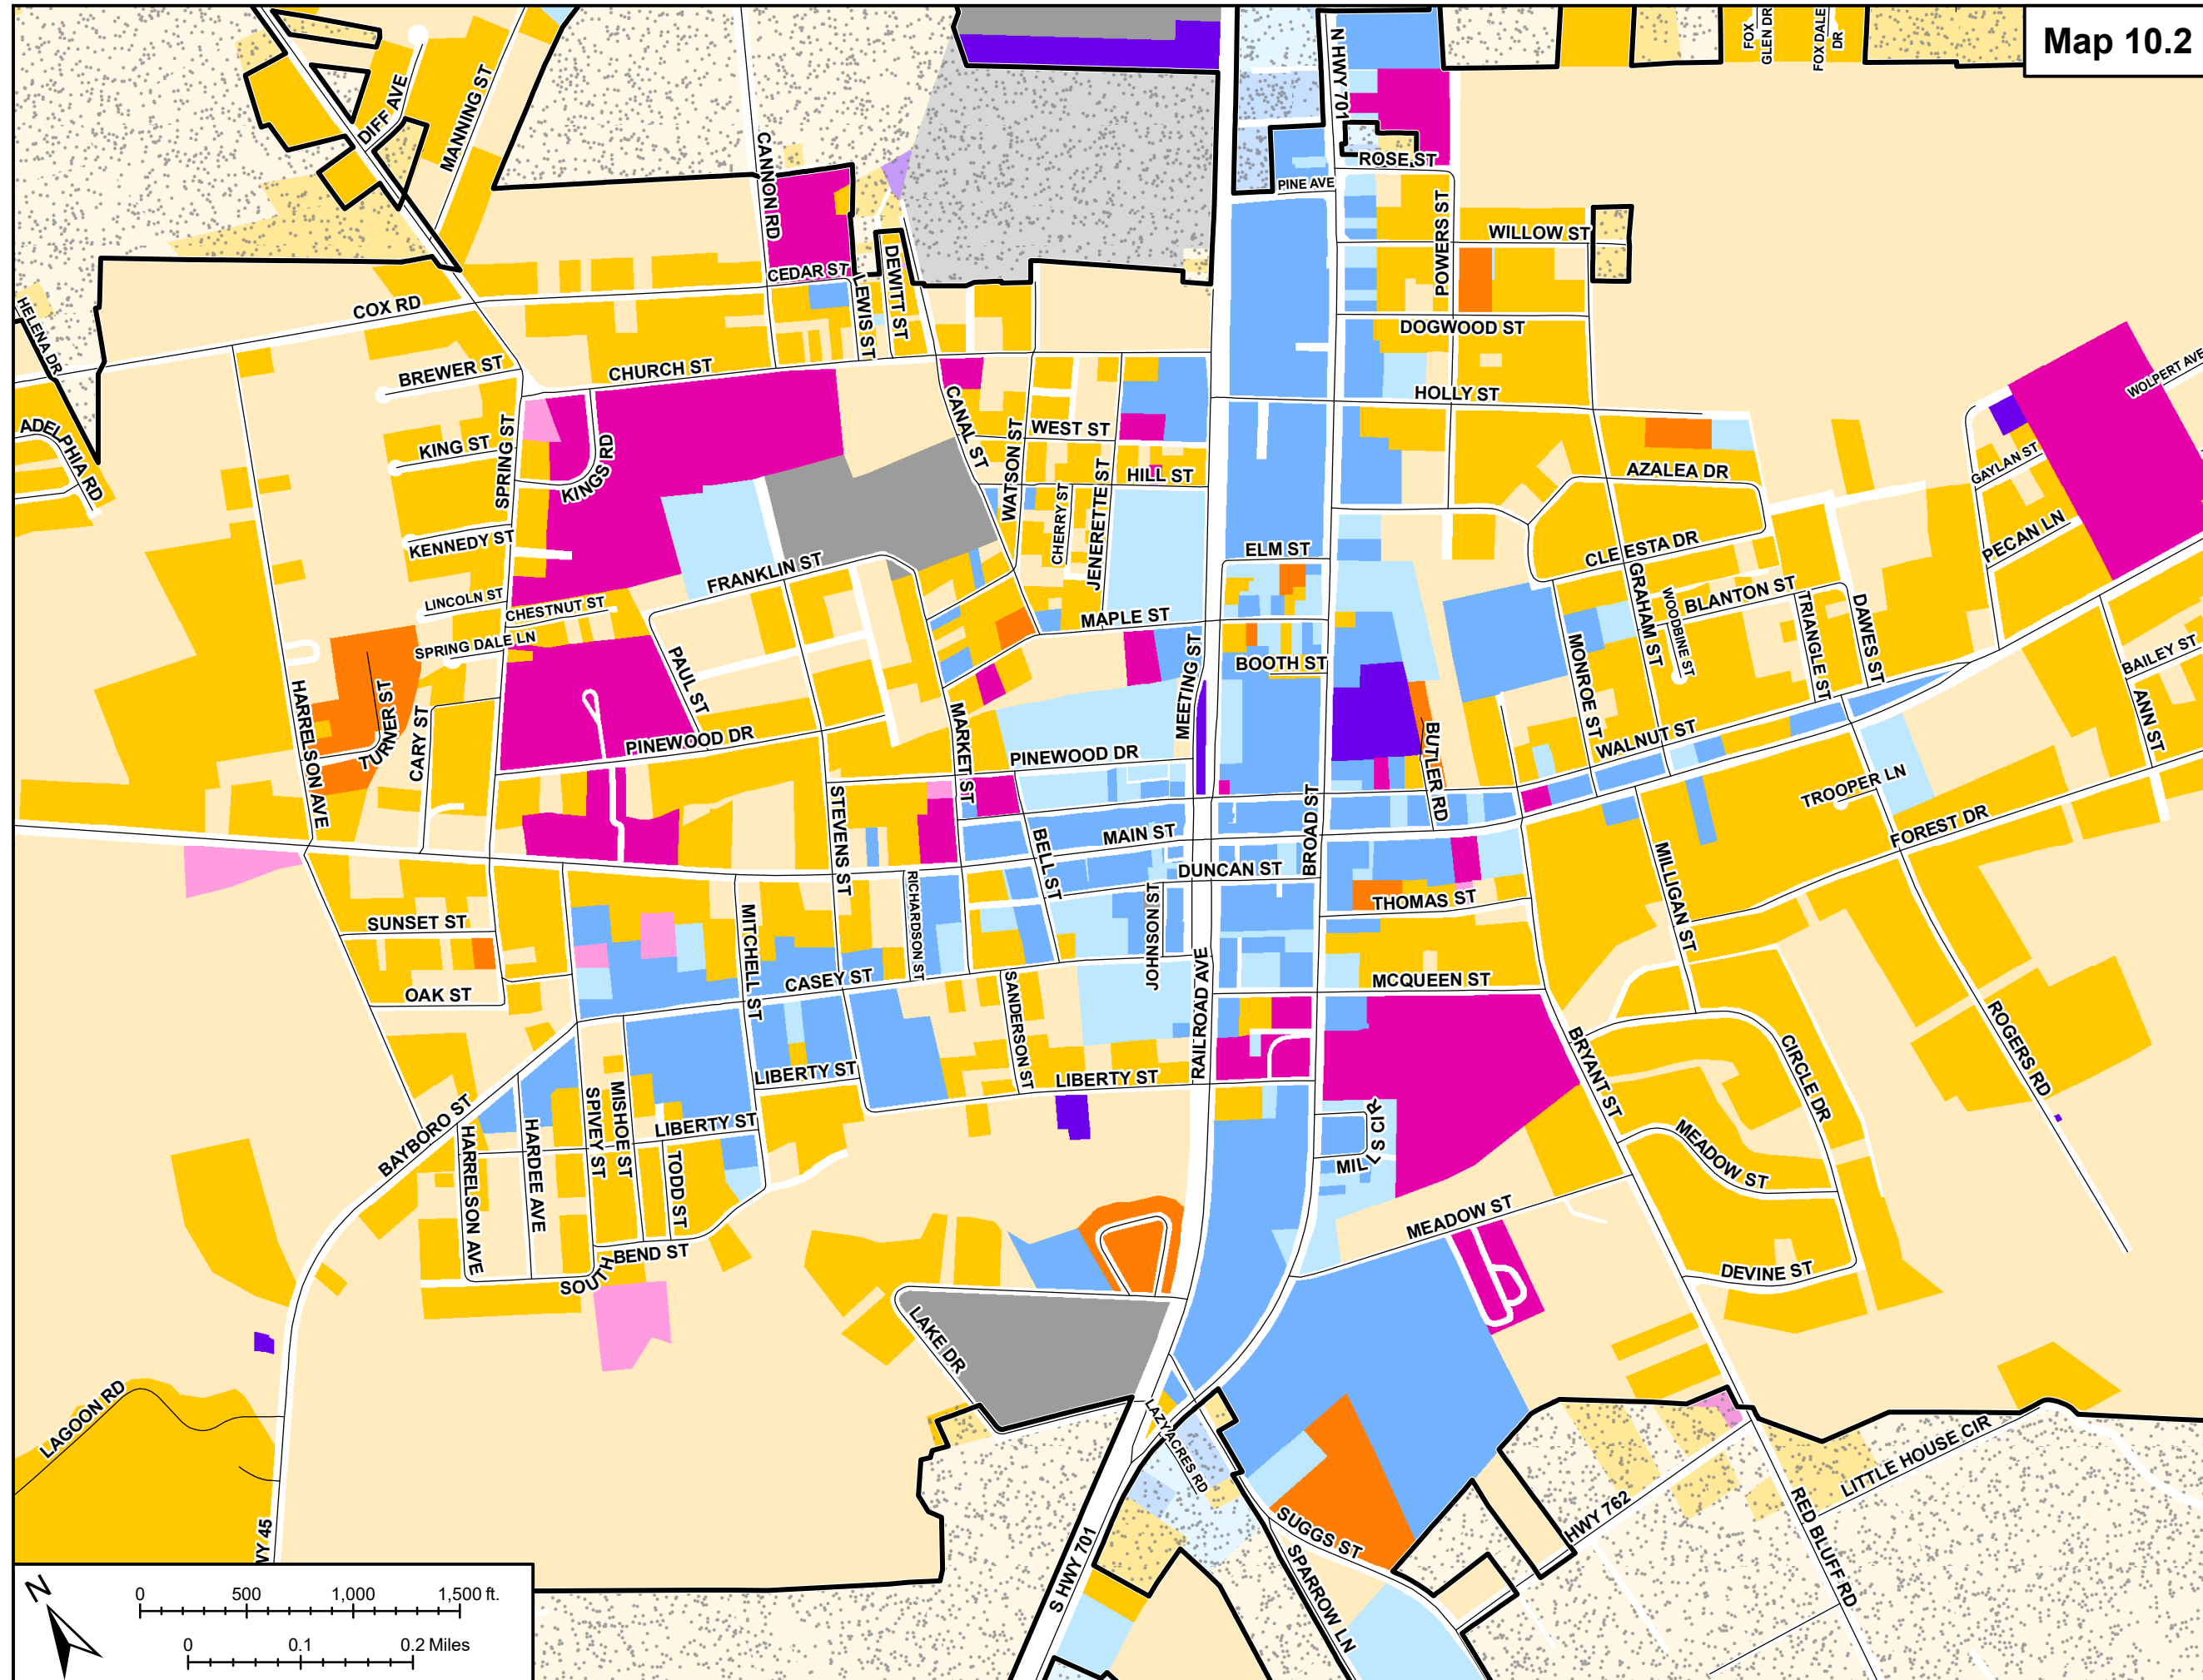 Map 10.2
FOX
GLEN DR
FOX DALE
DR
N HWY 701
DIFF AVE
MANNING ST
CANNON RD
ROSE ST
PINE AVE
POWERS ST
WILLOW ST
CEDAR ST
LEWIS ST
DEWITT ST
HELENA DR
COX RD
DOGWOOD ST
BREWER ST
CHURCH ST
CANAL ST
HOLLY ST
WOLPERT AVE
ADELPHIA RD
KING ST
SPRING ST
KINGS RD
WATSON ST
WEST ST
HILL ST
AZALEA DR
GAYLAN ST
PECAN LN
KENNEDY ST
FRANKLIN ST
CHERRY ST
JENERETTE ST
ELM ST
CLEESTA DR
GRAHAM ST
LINCOLN ST
CHESTNUT ST
SPRING DALE LN
MAPLE ST
WOODBINE ST
BLANTON ST
TRIANGLE ST
DAWES ST
PAUL ST
MEETING ST
BOOTH ST
MONROE ST
BAILEY ST
HARRELSON AVE
TURNER ST
CARY ST
PINEWOOD DR
MARKET ST
PINEWOOD DR
BUTLER RD
WALNUT ST
ANN ST
STEVENS ST
BELL ST
MAIN ST
BROAD ST
TROOPER LN
FOREST DR
DUNCAN ST
MILLIGAN ST
SUNSET ST
MITCHELL ST
RICHARDSON ST
JOHNSON ST
THOMAS ST
OAK ST
CASEY ST
SANDERSON ST
RAILROAD AVE
MCQUEEN ST
ROGERS RD
BAYBORO ST
SPIVEY ST
MISHOE ST
LIBERTY ST
LIBERTY ST
BRYANT ST
CIRCLE DR
HARRELSON AVE
HARDEE AVE
LIBERTY ST
TODD ST
MILLS CIR
MEADOW ST
MEADOW ST
SOUTH BEND ST
DEVINE ST
LAKE DR
LAGOON RD
LAZY ACRES RD
LITTLE HOUSE CIR
WY 45
S HWY 701
SUGGS ST
SPARROW LN
HWY 762
RED BLUFF RD
N
0 500 1,000 1,500 ft.
0 0.1 0.2 Miles